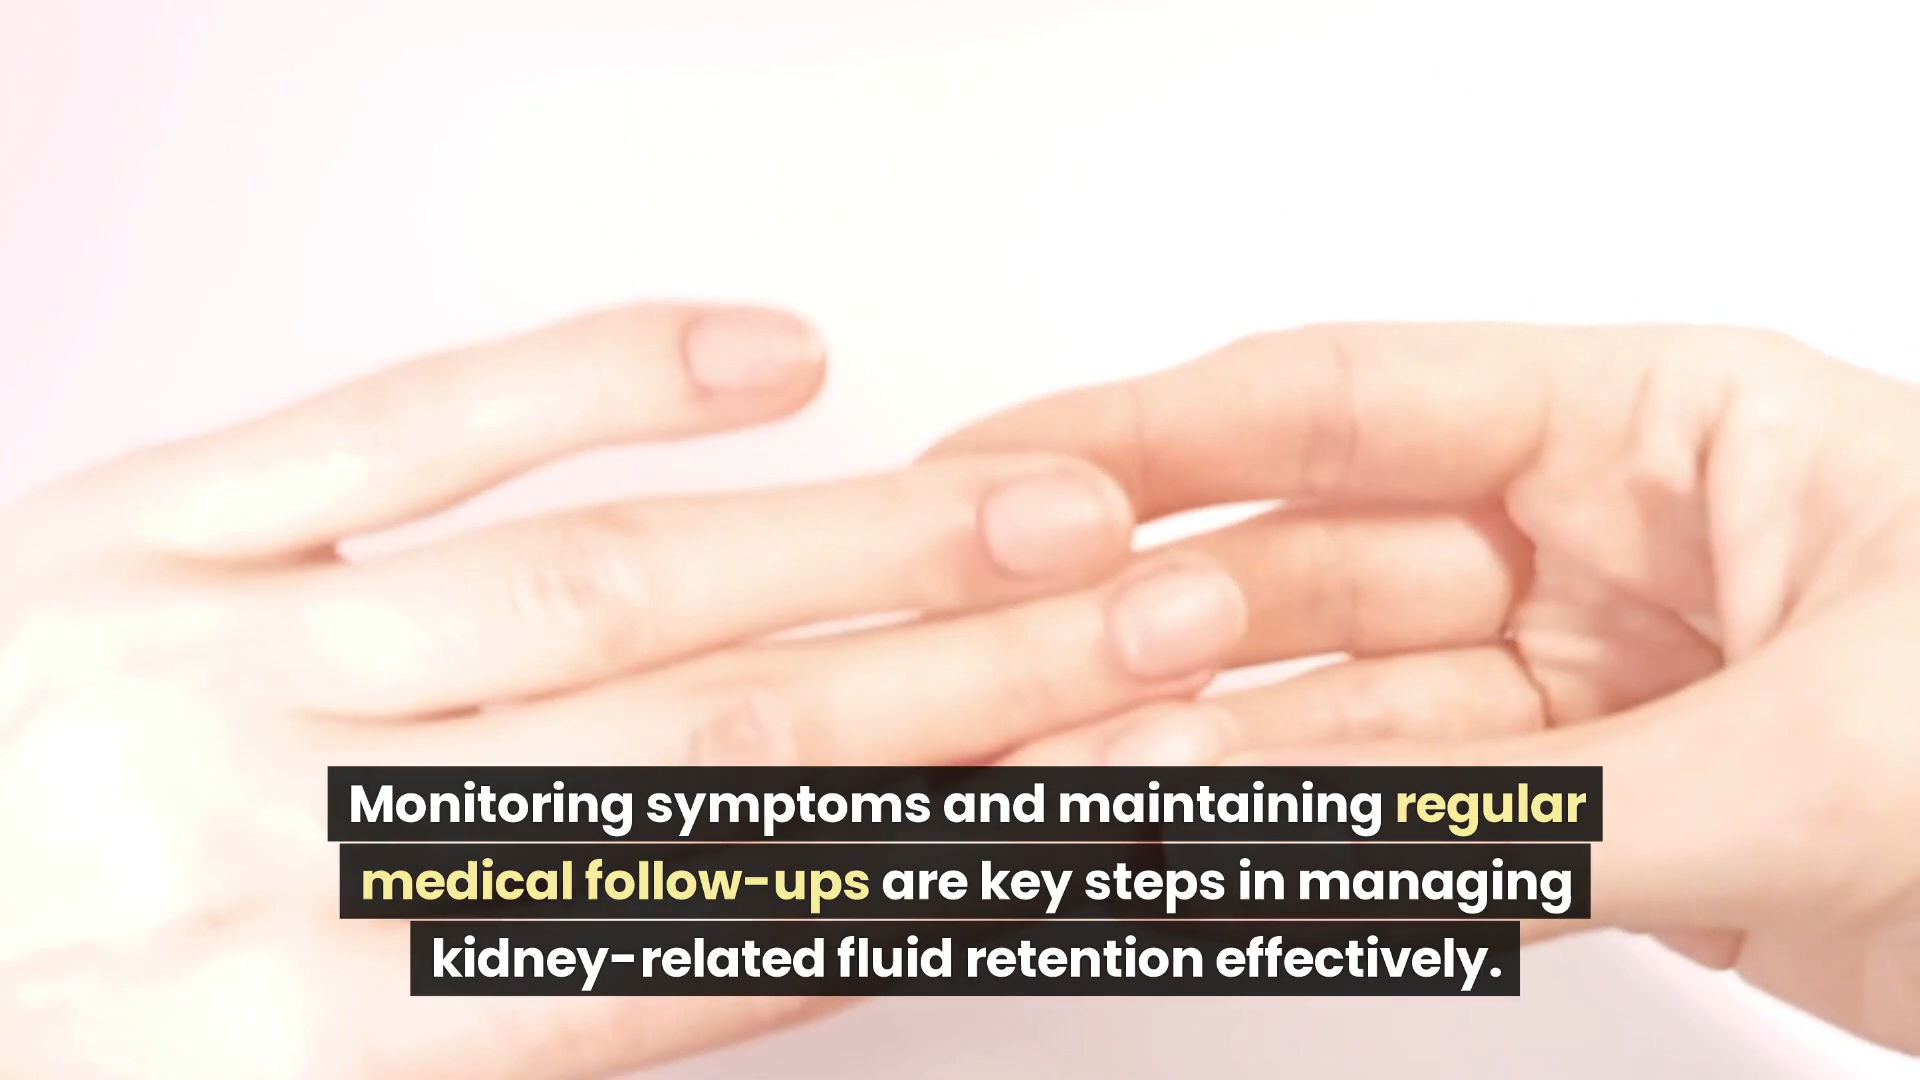 Monitoring symptoms and maintaining regular
medical follow-ups are key steps in managing
kidney-related fluid retention effectively.